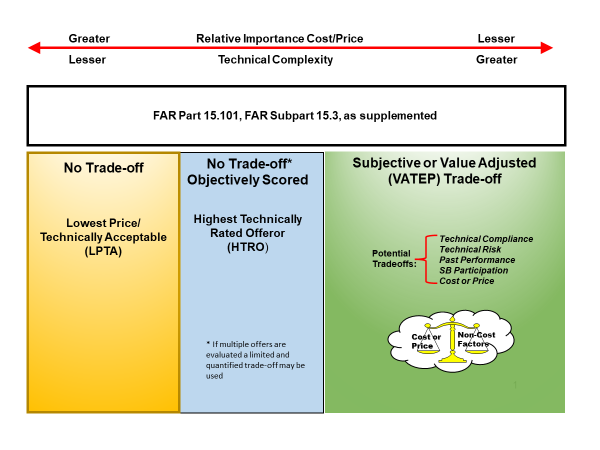 Greater Relative Importance Cost/Price Lesser
Lesser Technical Complexity Greater
FAR Part 15.101, FAR Subpart 15.3, as supplemented
No Trade-off
Lowest Price/
Technically Acceptable
(LPTA)
No Trade-off*
Objectively Scored
Highest Technically
Rated Offeror
(HTRO)
* If multiple offers are
evaluated a limited and
quantified trade-off may be
used
Subjective or Value Adjusted
(VATEP) Trade-off
Potential
Tradeoffs:
Technical Compliance
Technical Risk
Past Performance
SB Participation
Cost or Price
Cost or
Price
Non-Cost
Factors